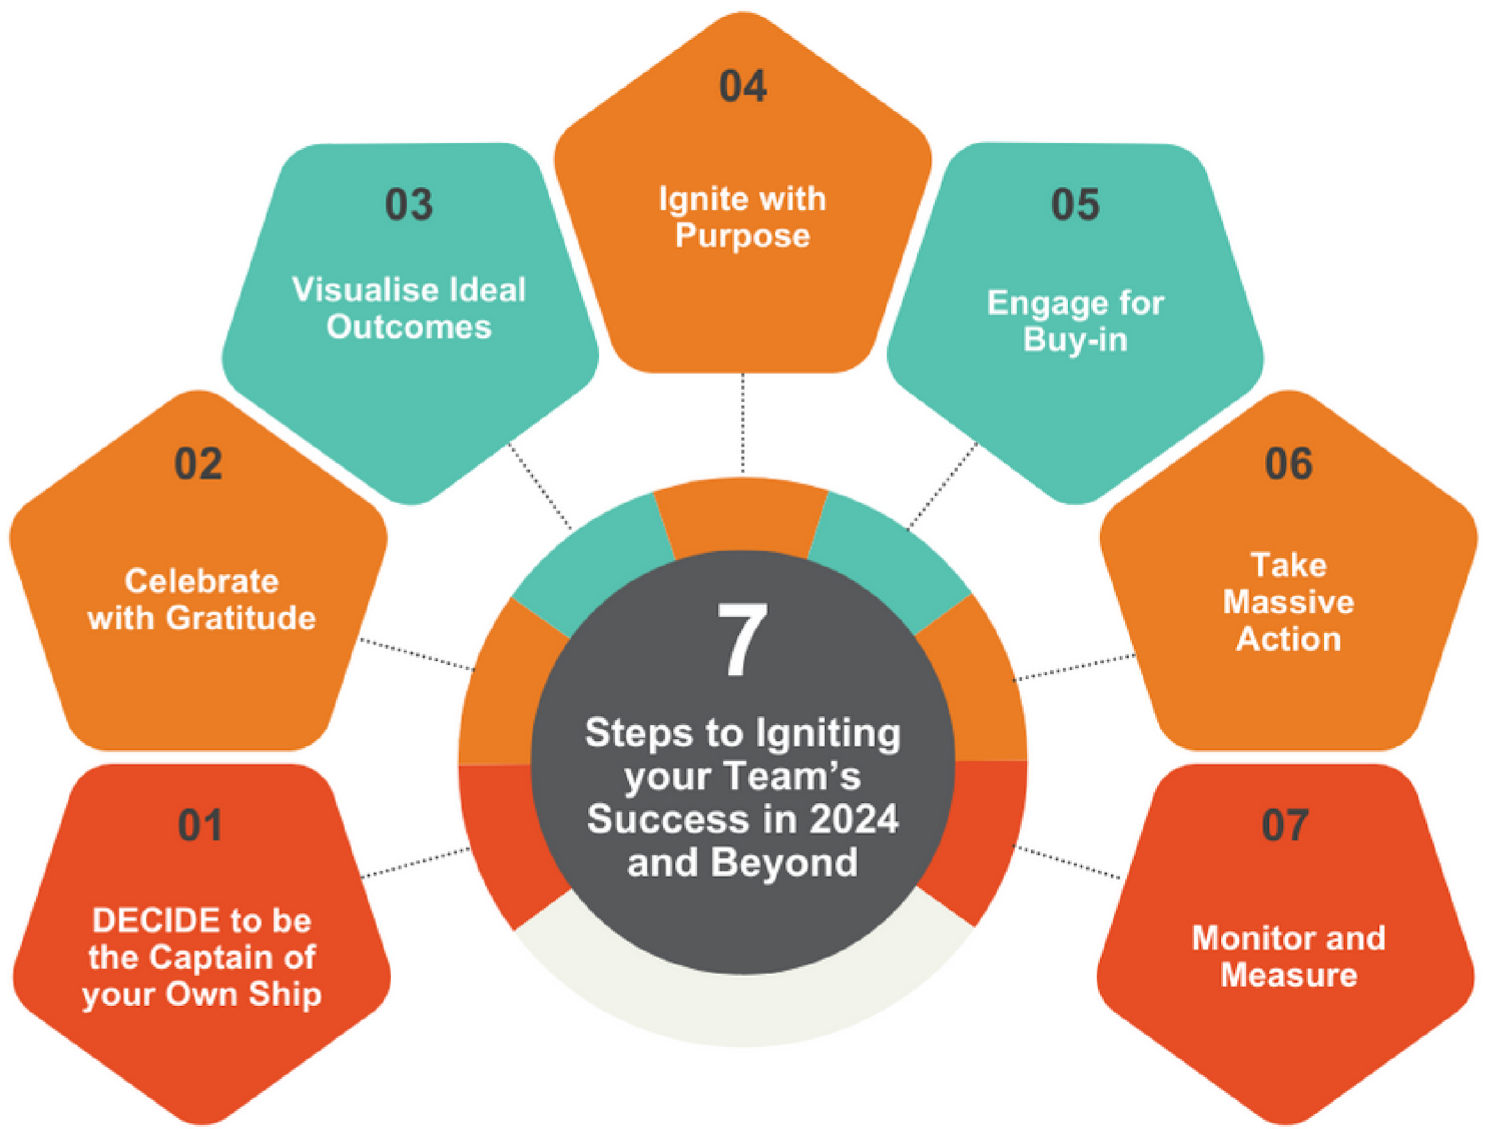 04
Ignite with
Purpose
03
Visualise Ideal
Outcomes
05
Engage for
Buy-in
02
Celebrate
with Gratitude
06
Take
Massive
Action
7
Steps to Igniting
your Team’s
Success in 2024
and Beyond
01
DECIDE to be
the Captain of
your Own Ship
07
Monitor and
Measure